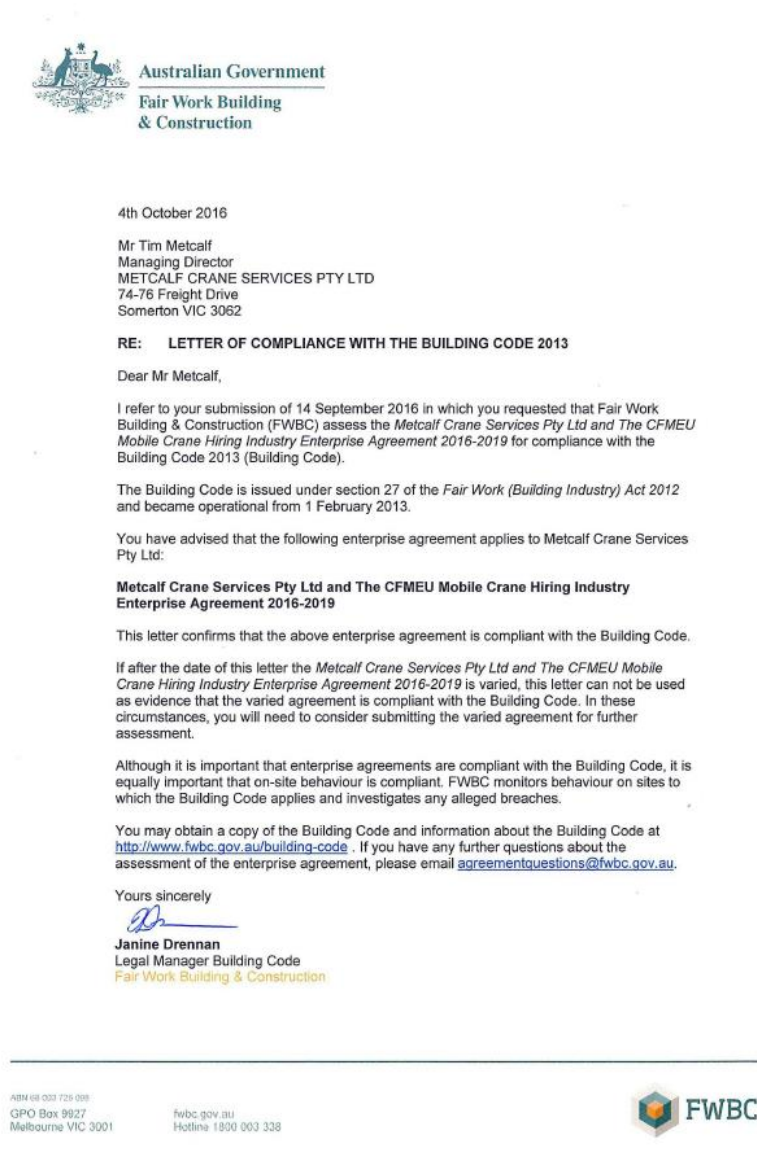 Australian Government
Fair Work Building
& Construction
4th October 2016
Mr Tim Metcalf
Managing Director
METCALF CRANE SERVICES PTY LTD
74-76 Freight Drive
Somerton VIC 3062
RE: LETTER OF COMPLIANCE WITH THE BUILDING CODE 2013
Dear Mr Metcalf,
I refer to your submission of 14 September 2016 in which you requested that Fair Work
Building & Construction (FWBC) assess the Metcalf Crane Services Pty Ltd and The CFMEU
Mobile Crane Hiring Industry Enterprise Agreement 2016-2019 for compliance with the
Building Code 2013 (Building Code).
The Building Code is issued under section 27 of the Fair Work (Building Industry) Act 2012
and became operational from 1 February 2013.
You have advised that the following enterprise agreement applies to Metcalf Crane Services
Pty Ltd:
Metcalf Crane Services Pty Ltd and The CFMEU Mobile Crane Hiring Industry
Enterprise Agreement 2016-2019
This letter confirms that the above enterprise agreement is compliant with the Building Code.
If after the date of this letter the Metcalf Crane Services Pty Ltd and The CFMEU Mobile
Crane Hiring Industry Enterprise Agreement 2016-2019 is varied, this letter can not be used
as evidence that the varied agreement is compliant with the Building Code. In these
circumstances, you will need to consider submitting the varied agreement for further
assessment.
Although it is important that enterprise agreements are compliant with the Building Code, it is
equally important that on-site behaviour is compliant. FWBC monitors behaviour on sites to
which the Building Code applies and investigates any alleged breaches.
You may obtain a copy of the Building Code and information about the Building Code at
http://www.fwbc.gov.au/building-code . If you have any further questions about the
assessment of the enterprise agreement, please email agreementquestions@fwbc.gov.au.
Yours sincerely
Janine Drennan
Legal Manager Building Code
Fair Work Building & Construction
ABN 68 003 725 098
GPO Box 9927
Melbourne VIC 3001
fwbc.gov.au
Hotline 1800 003 338
FWBC